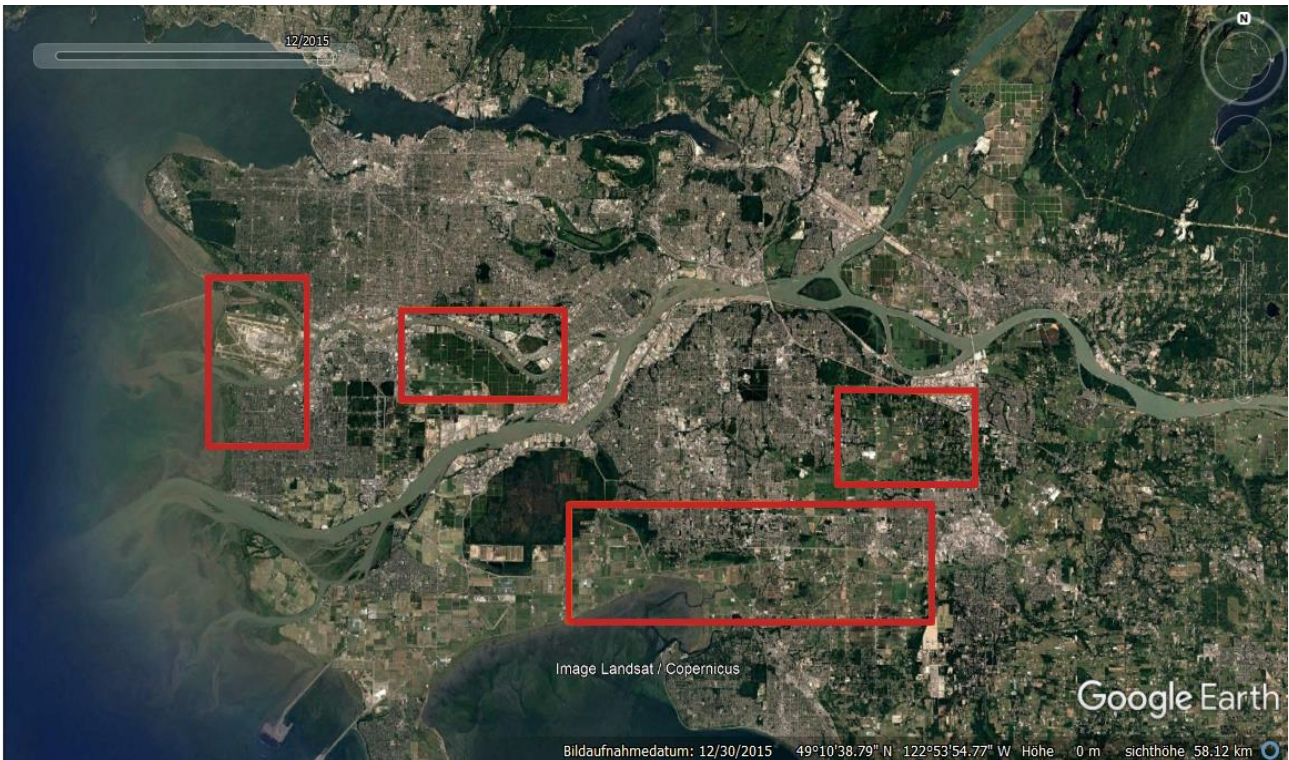 12/2015
N
Image Landsat / Copernicus
Google Earth
Bildaufnahmedatum: 12/30/2015 49°10'38.79" N 122°53'54.77" W Höhe 0 m sichthöhe 58.12 km